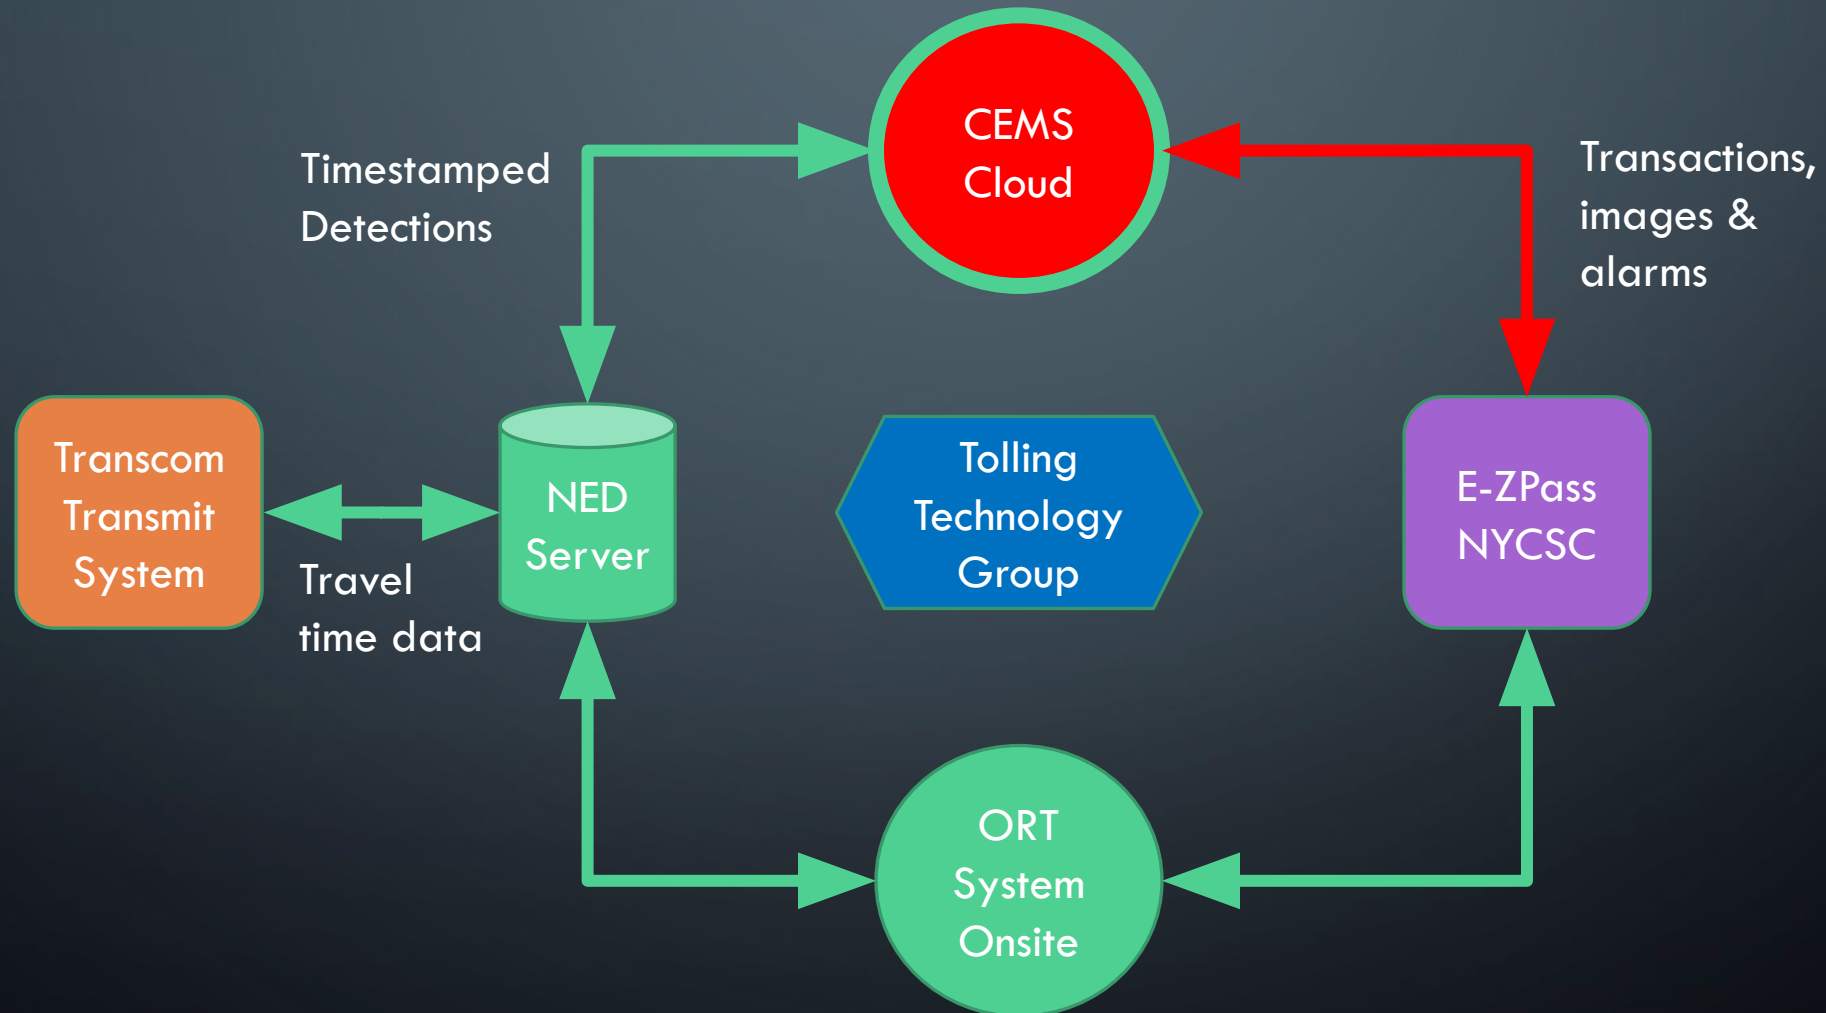 CEMS
Cloud
Timestamped
Detections
Transactions,
images &
alarms
Transcom
Transmit
System
Travel
time data
NED
Server
Tolling
Technology
Group
E-ZPass
NYCSC
ORT
System
Onsite